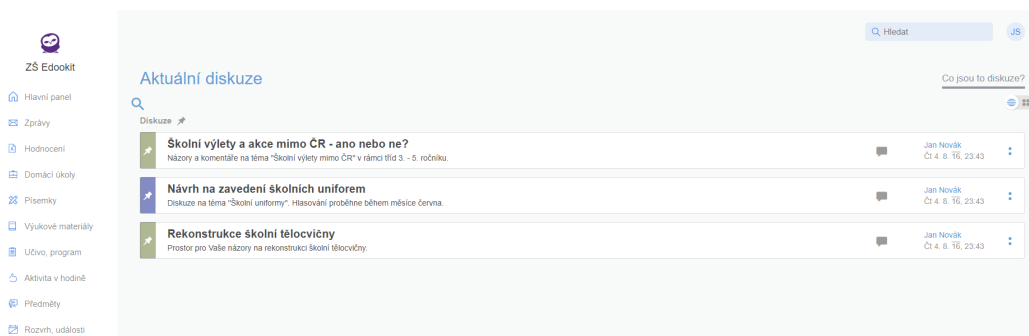 Hledat
JS
ZŠ Edookit
Aktuální diskuze
Co jsou to diskuze?
Hlavní panel
Zprávy
Hodnocení
Domácí úkoly
Písemky
Výukové materiály
Učivo, program
Aktivita v hodině
Předměty
Rozvrh, události
Diskuze
Školní výlety a akce mimo ČR - ano nebo ne?
Názory a komentáře na téma "Školní výlety mimo ČR" v rámci tříd 3. - 5. ročníku.
Jan Novák
Čt 4. 8. 16, 23:43
Návrh na zavedení školních uniforem
Diskuze na téma "Školní uniformy". Hlasování proběhne během měsíce června.
Jan Novák
Čt 4. 8. 16, 23:43
Rekonstrukce školní tělocvičny
Prostor pro Vaše názory na rekonstrukci školní tělocvičny.
Jan Novák
Čt 4. 8. 16, 23:43